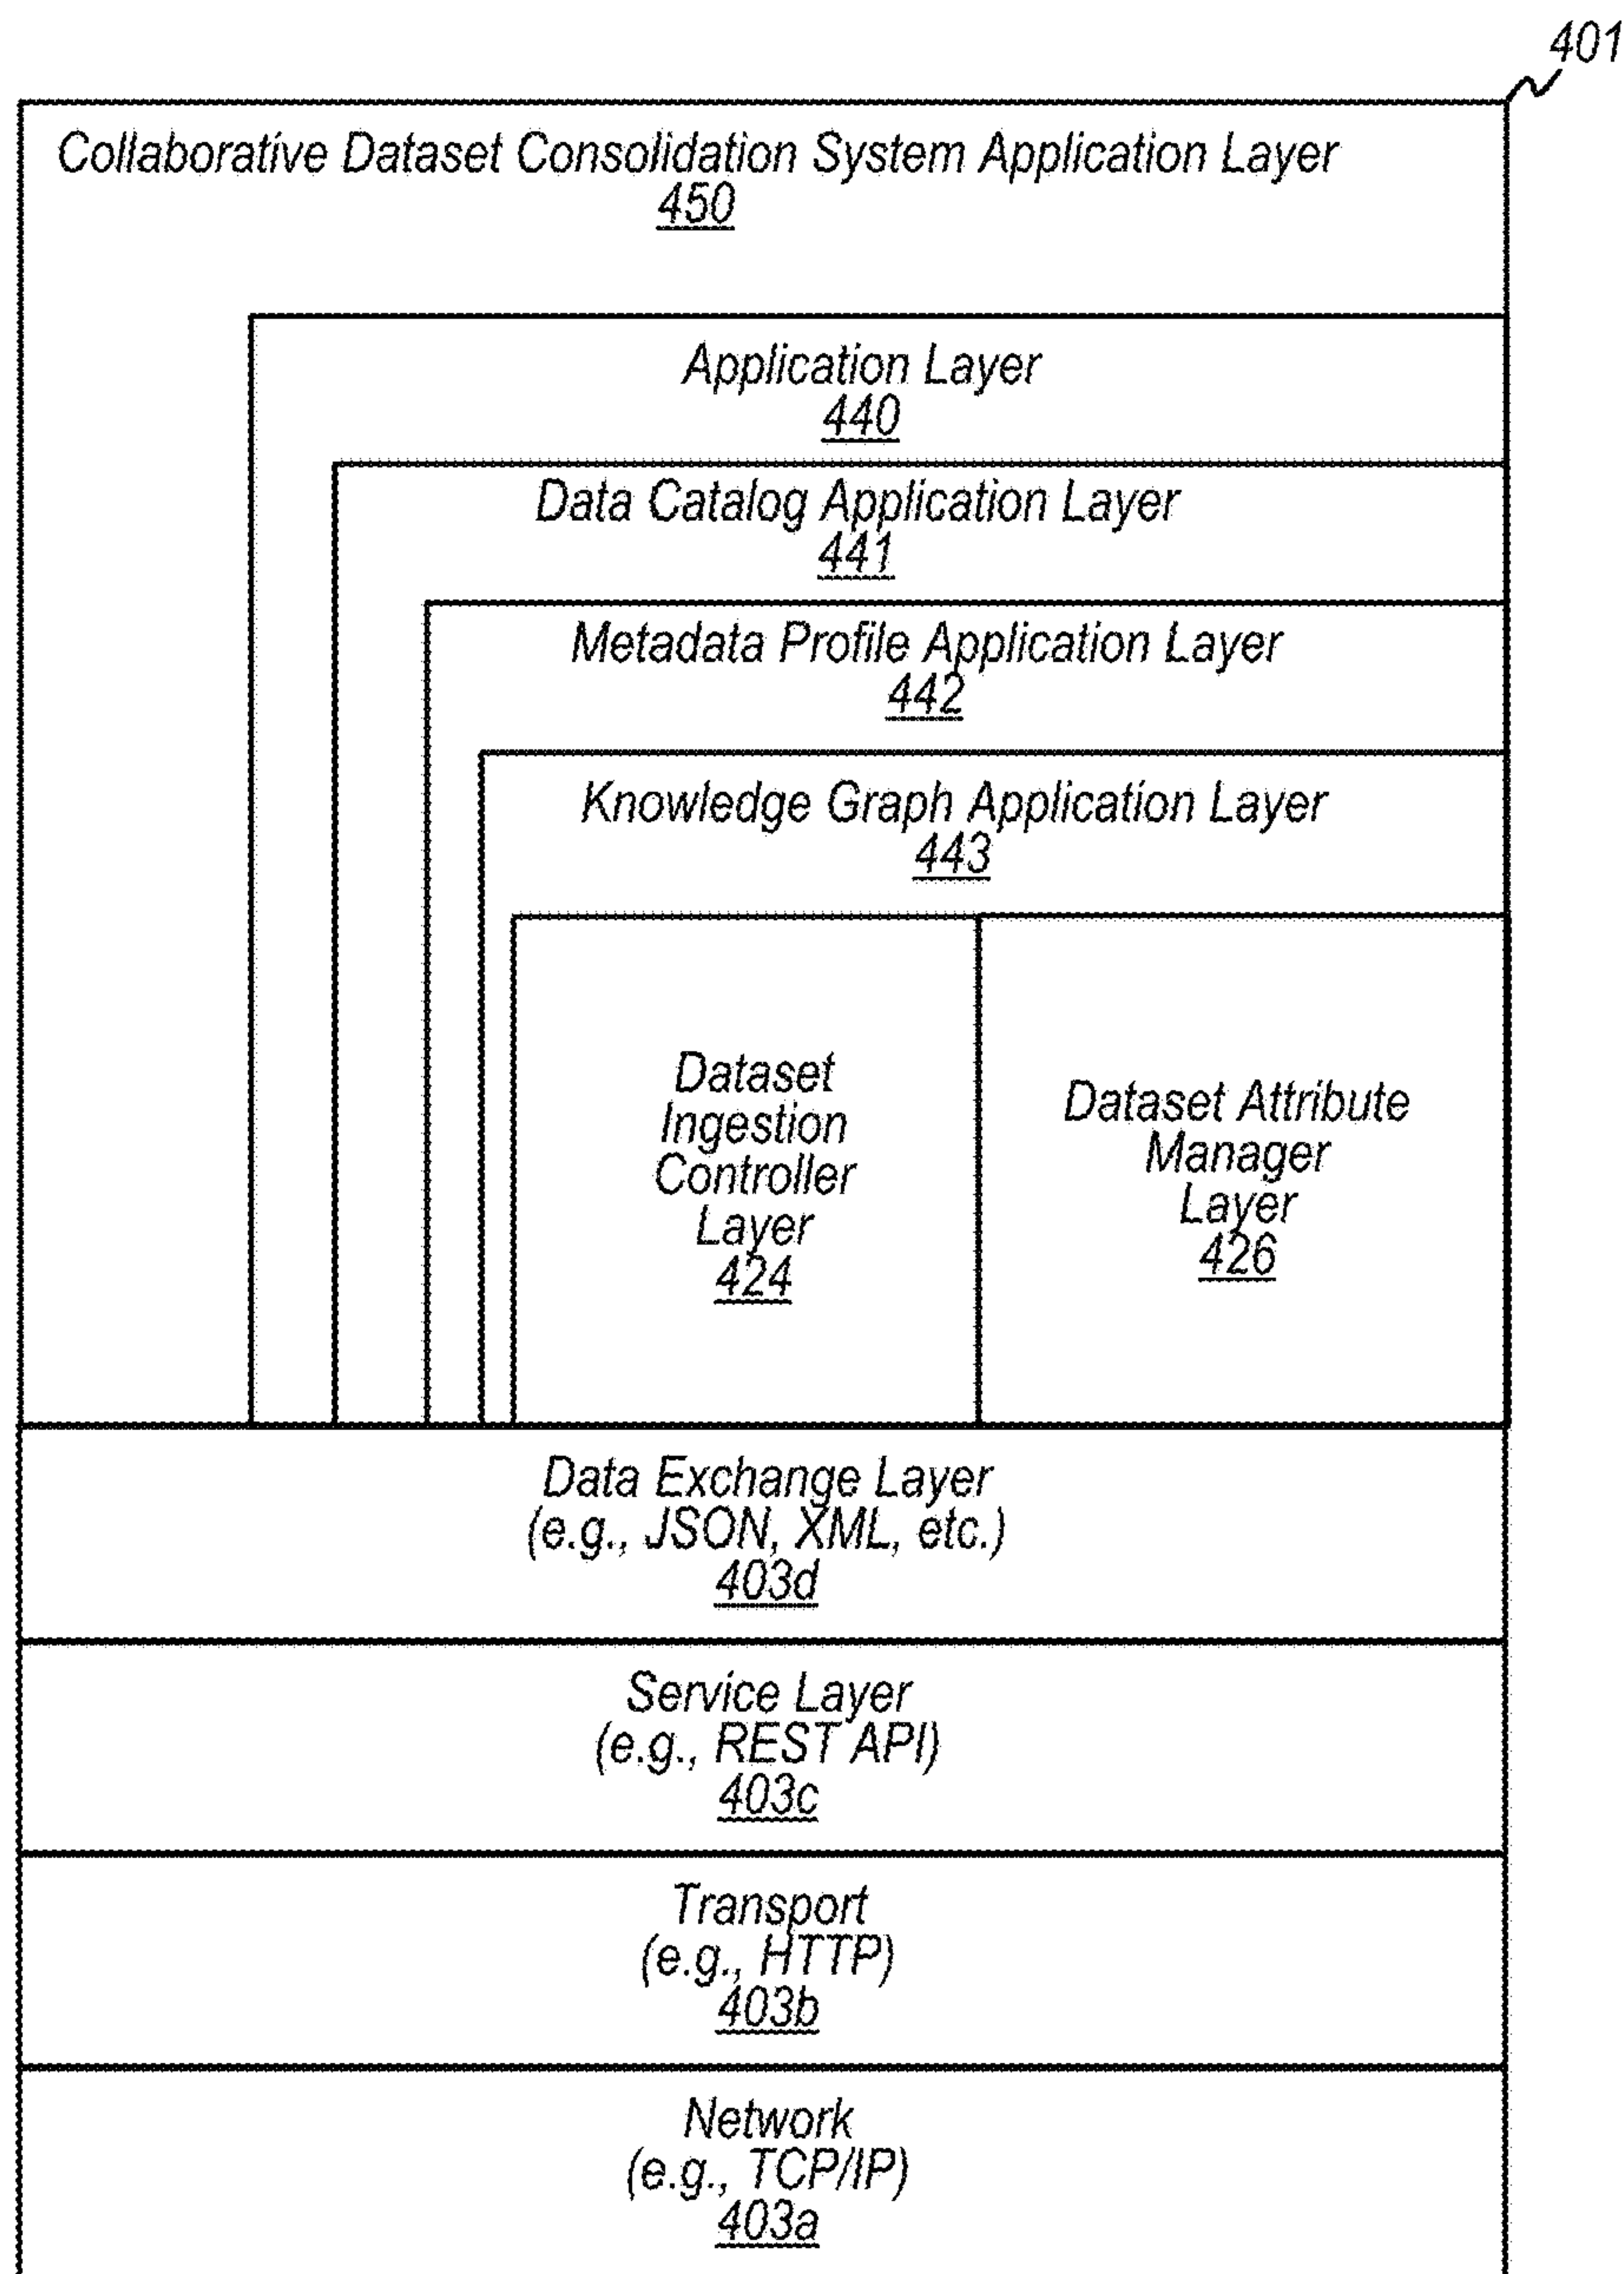 401
Collaborative Dataset Consolidation System Application Layer
450
Application Layer
440
Data Catalog Application Layer
441
Metadata Profile Application Layer
442
Knowledge Graph Application Layer
443
Dataset
Ingestion
Controller
Layer
424
Dataset Attribute
Manager
Layer
426
Data Exchange Layer
(e.g., JSON, XML, etc.)
403d
Service Layer
(e.g., REST API)
403c
Transport
(e.g., HTTP)
403b
Network
(e.g., TCP/IP)
403a